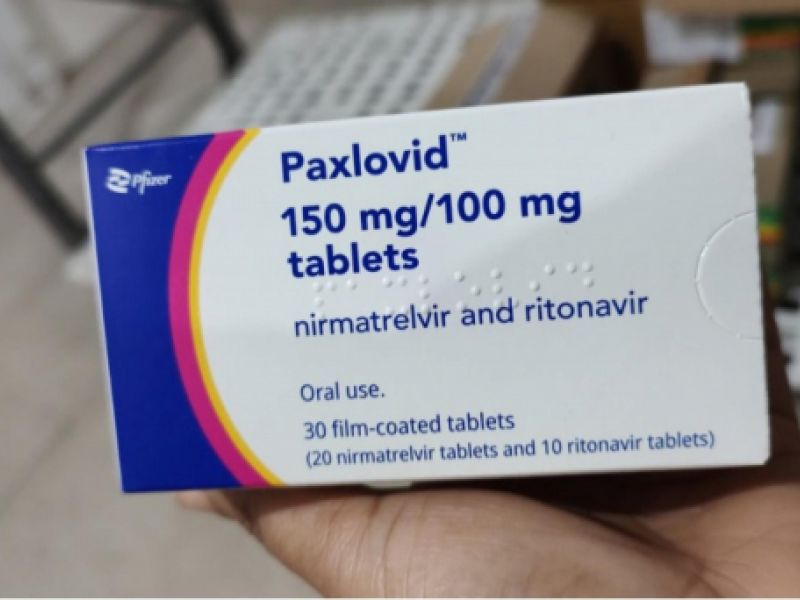 Pfizer
Paxlovid™
150 mg/100 mg
tablets
nirmatrelvir and ritonavir
Oral use.
30 film-coated tablets
(20 nirmatrelvir tablets and 10 ritonavir tablets)